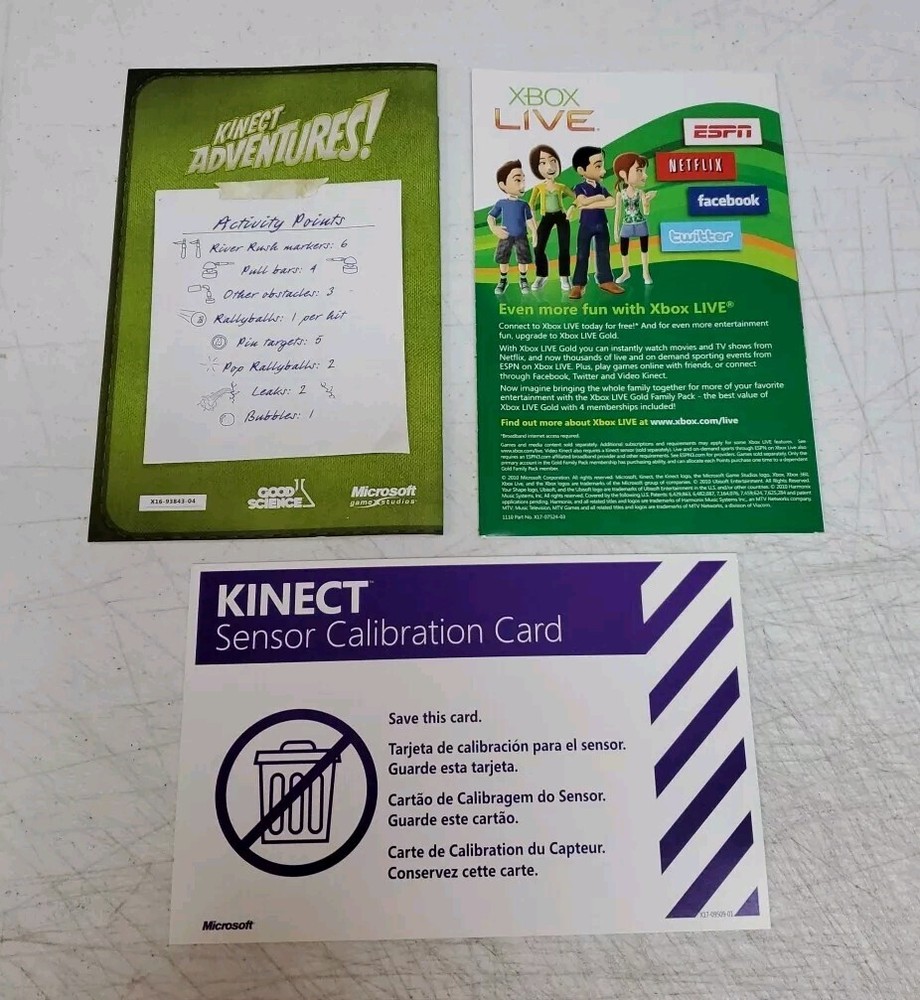 KINECT
ADVENTURES!
Activity Points
River Rush markers: 6
Pull bars: 4
Other obstacles: 3
Rallyballs: 1 per hit
Pin targets: 5
Pop Rallyballs: 2
Leaks: 2
Bubbles: 1
X16-93843-04
GOOD
SCIENCE
Microsoft
game studios
XBOX
LIVE
ESPN
NETFLIX
facebook
twitter
Even more fun with Xbox LIVE®
Connect to Xbox LIVE today for free!* And for even more entertainment
fun, upgrade to Xbox LIVE Gold.
With Xbox LIVE Gold you can instantly watch movies and TV shows from
Netflix, and now thousands of live and on demand sporting events from
ESPN on Xbox LIVE. Plus, play games online with friends, or connect
through Facebook, Twitter and Video Kinect.
Now imagine bringing the whole family together for more of your favorite
entertainment with the Xbox LIVE Gold Family Pack - the best value of
Xbox LIVE Gold with 4 memberships included!
Find out more about Xbox LIVE at www.xbox.com/live
*Broadband internet access required.
KINECT™
Sensor Calibration Card
Save this card.
Tarjeta de calibración para el sensor.
Guarde esta tarjeta.
Cartão de Calibragem do Sensor.
Guarde este cartão.
Carte de Calibration du Capteur.
Conservez cette carte.
Microsoft